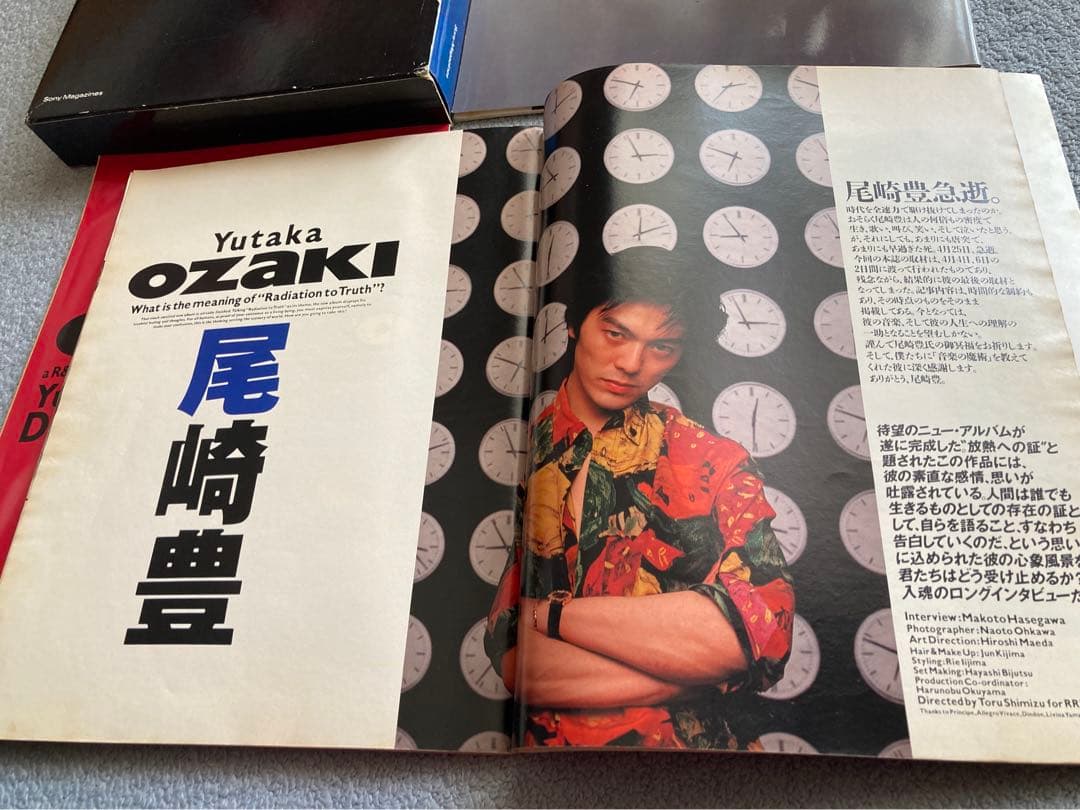 Sony Magazines
Yutaka
OZAKI
What is the meaning of "Radiation to Truth"?
尾
崎
豊
尾崎豊急逝。
時代を全速力で駆け抜けてしまったのか。
おそらく尾崎豊は人の何倍もの密度で
生き、歌い、叫び、笑い、そして泣いたと思う。
が、それにしても、あまりにも唐突で、
あまりにも早過ぎた死。4月25日、急逝。
今回の本誌の取材は、4月4日、6日の
2日間に渡って行われたものであり、
残念ながら、結果的に彼の最後の取材と
なってしまった。記事内容は、時間的な制約も
あり、その時点のものをそのまま
掲載してある。今となっては、
彼の音楽、そして彼の人生への理解の
一助となることを望むしかない。
謹んで尾崎豊氏の御冥福をお祈りします。
そして、僕たちに「音楽の魔術」を教えて
くれた彼に深く感謝します。
ありがとう、尾崎豊。
待望のニュー・アルバムが
遂に完成した“放熱への証”と
題されたこの作品には、
彼の素直な感情、思いが
吐露されている。人間は誰でも
生きるものとしての存在の証と
して、自らを語ること、すなわち
告白していくのだ、という思い
に込められた彼の心象風景を
君たちはどう受け止めるか?
入魂のロングインタビューだ
Interview:Makoto Hasegawa
Photographer:Naoto Ohkawa
Art Direction:Hiroshi Maeda
Hair & Make Up:Jun Kijima
Styling:Rie Iijima
Set Making:Hayashi Bijutsu
Production Co-ordinator:
Harunobu Okuyama
Directed by Toru Shimizu for RR